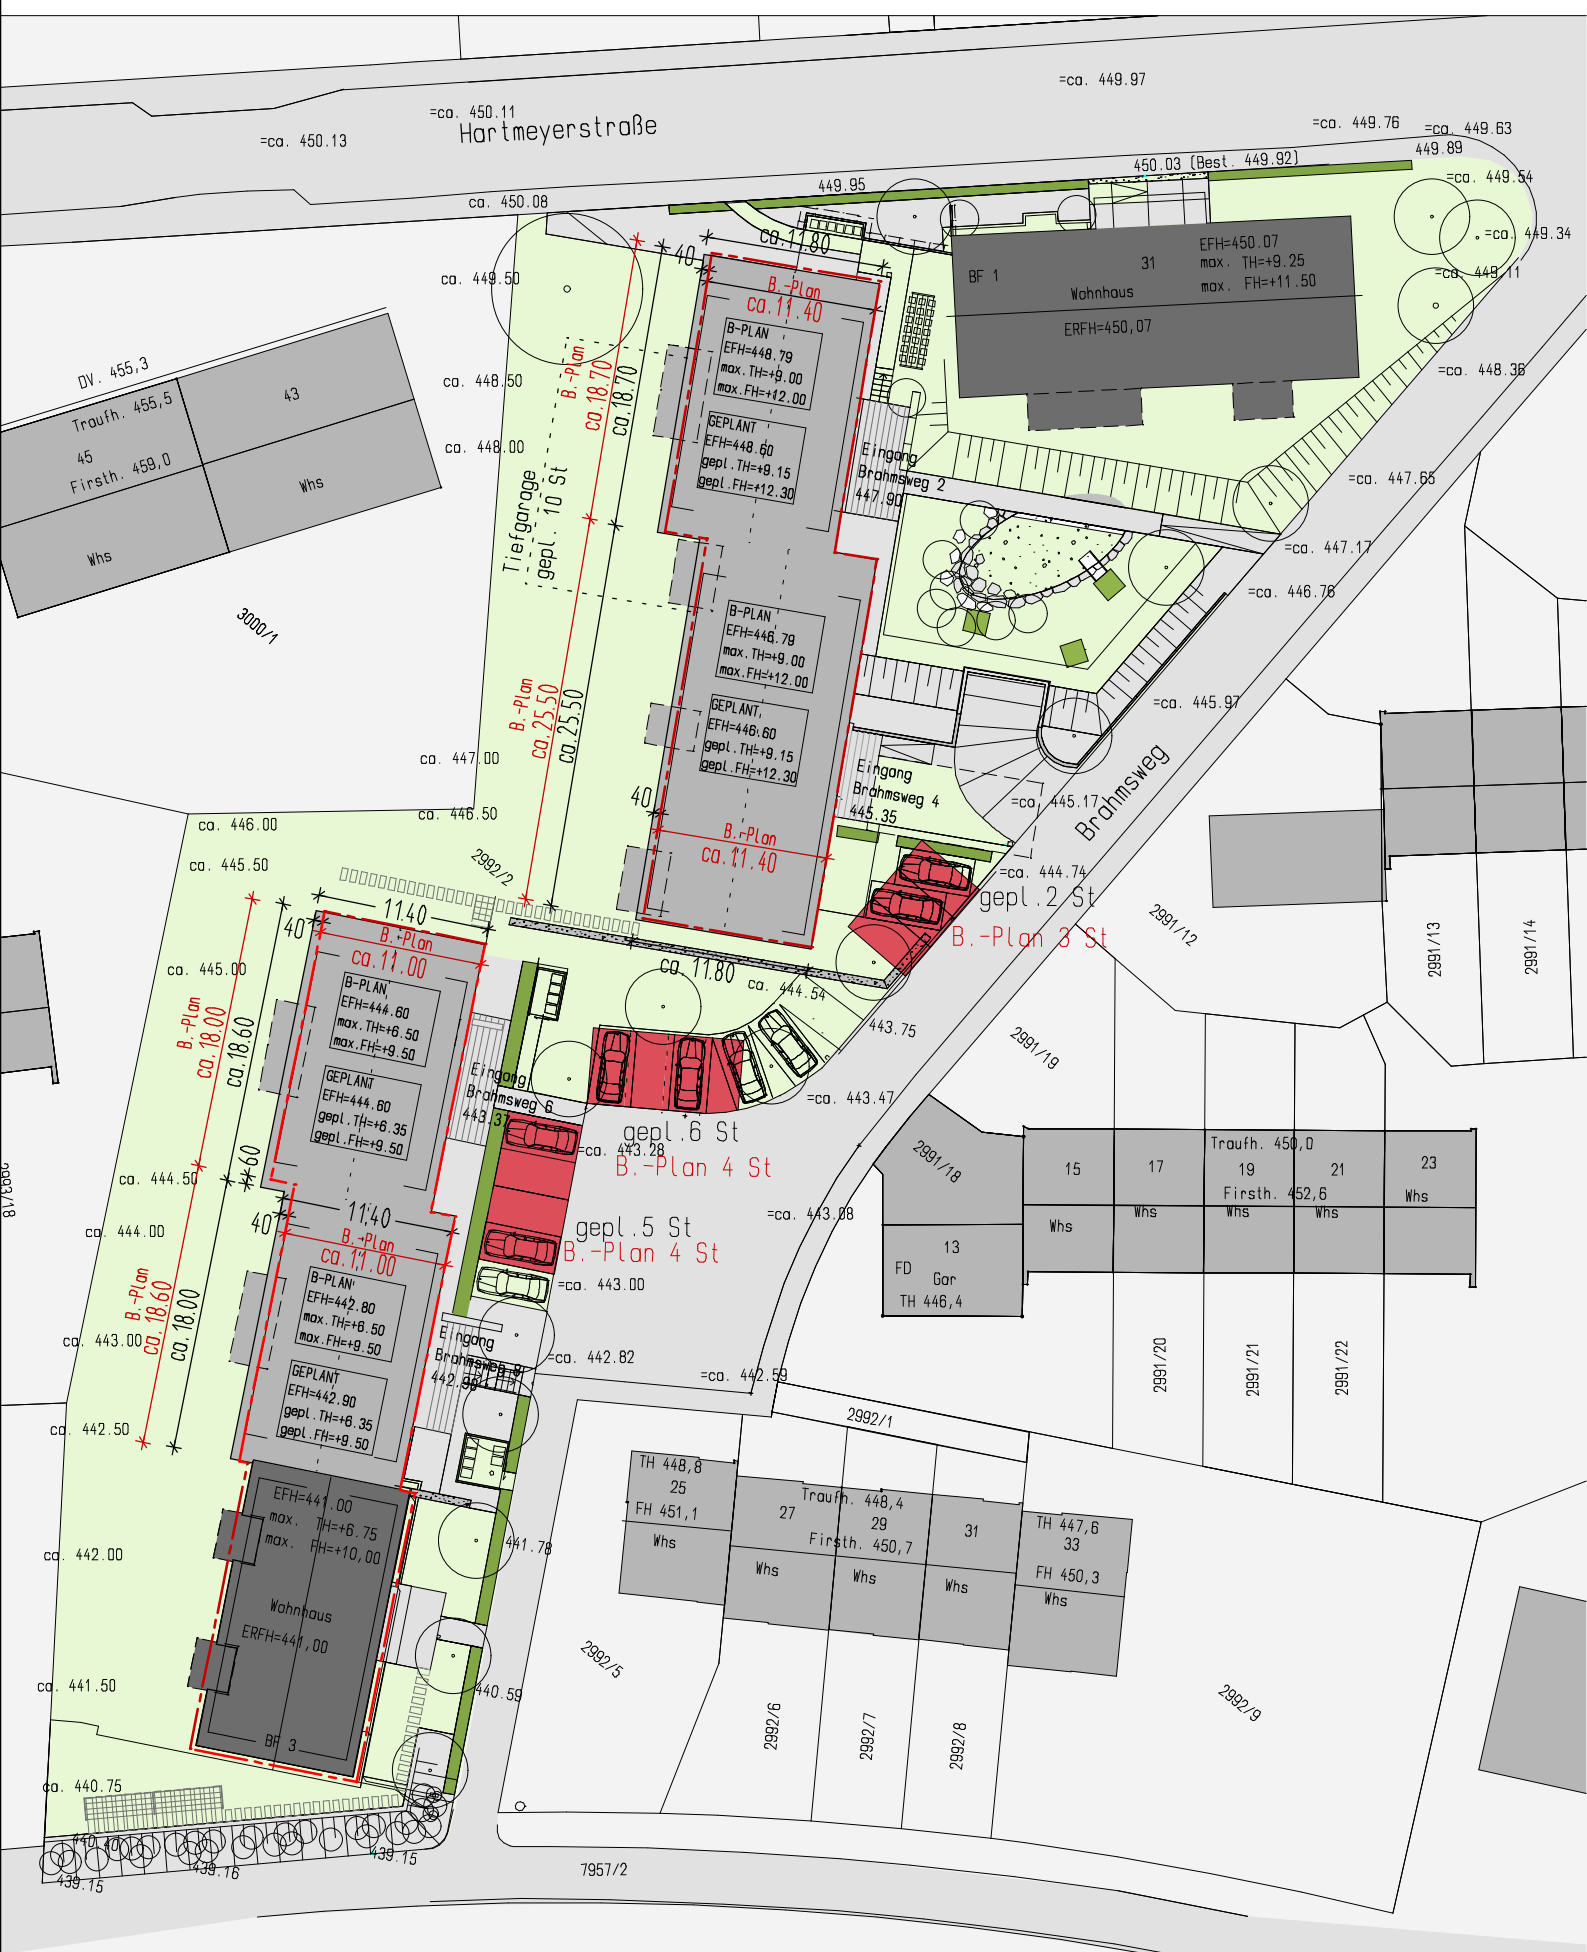 =ca. 449.97
=ca. 450.11
Hartmeyerstraße
=ca. 450.13
=ca. 449.76
=ca. 449.63
449.89
450.03 (Best. 449.92)
449.95
=ca. 449.54
ca. 450.08
=ca. 449.34
=ca. 449.11
ca. 449.50
40
ca.11.80
B.-Plan
ca.11.40
BF 1
31
Wohnhaus
EFH=450.07
max. TH=+9.25
max. FH=+11.50
ERFH=450,07
B-PLAN
EFH=448.79
max.TH=+9.00
max.FH=+12.00
GEPLANT
EFH=448.60
gepl.TH=+9.15
gepl.FH=+12.30
B.-Plan
ca.18.70
ca.18.70
DV. 455,3
Traufh. 455,5
43
45
Firsth. 459,0
Whs
Whs
ca. 448.50
ca. 448.00
=ca. 448.36
=ca. 447.65
=ca. 447.17
=ca. 446.76
Tiefgarage
gepl. 10 St
Eingang
Brahmsweg 2
447.90
3000/1
B-PLAN
EFH=446.79
max.TH=+9.00
max.FH=+12.00
GEPLANT
EFH=446.60
gepl.TH=+9.15
gepl.FH=+12.30
B.-Plan
ca.25.50
ca.25.50
=ca. 445.97
ca. 447.00
ca. 446.50
ca. 446.00
ca. 445.50
Eingang
Brahmsweg 4
445.35
=ca. 445.17
Brahmsweg
40
B.-Plan
ca.11.40
2992/2
=ca. 444.74
gepl.2 St
B.-Plan 3 St
2991/12
2991/13
2991/14
11.40
40
B.-Plan
ca.11.00
ca. 11.80
ca. 444.54
443.75
ca. 445.00
B-PLAN
EFH=444.60
max.TH=+6.50
max.FH=+9.50
GEPLANT
EFH=444.60
gepl.TH=+6.35
gepl.FH=+9.50
B.-Plan
ca.18.00
ca.18.60
Eingang
Brahmsweg 6
443.37
2991/19
=ca. 443.47
gepl.6 St
=ca. 443.28
B.-Plan 4 St
2991/18
Traufh. 450,0
15
17
19
21
23
Firsth. 452,6
Whs
Whs
Whs
Whs
Whs
13
FD
Gar
TH 446,4
2993/18
ca. 444.50
60
ca. 444.00
40
11.40
B.-Plan
ca.11.00
=ca. 443.08
gepl.5 St
B.-Plan 4 St
=ca. 443.00
B-PLAN
EFH=442.80
max.TH=+6.50
max.FH=+9.50
GEPLANT
EFH=442.90
gepl.TH=+6.35
gepl.FH=+9.50
B.-Plan
ca.18.60
ca.18.00
ca. 443.00
Eingang
Brahmsweg 8
442.90
=ca. 442.82
=ca. 442.59
2991/20
2991/21
2991/22
2992/1
ca. 442.50
TH 448,8
25
FH 451,1
Whs
Traufh. 448,4
27
29
31
Firsth. 450,7
Whs
Whs
Whs
TH 447,6
33
FH 450,3
Whs
EFH=441.00
max. TH=+6.75
max. FH=+10,00
Wohnhaus
ERFH=441,00
BF 3
ca. 442.00
441.78
ca. 441.50
440.59
2992/5
2992/6
2992/7
2992/8
2992/9
ca. 440.75
440.40
439.15
439.16
439.15
7957/2